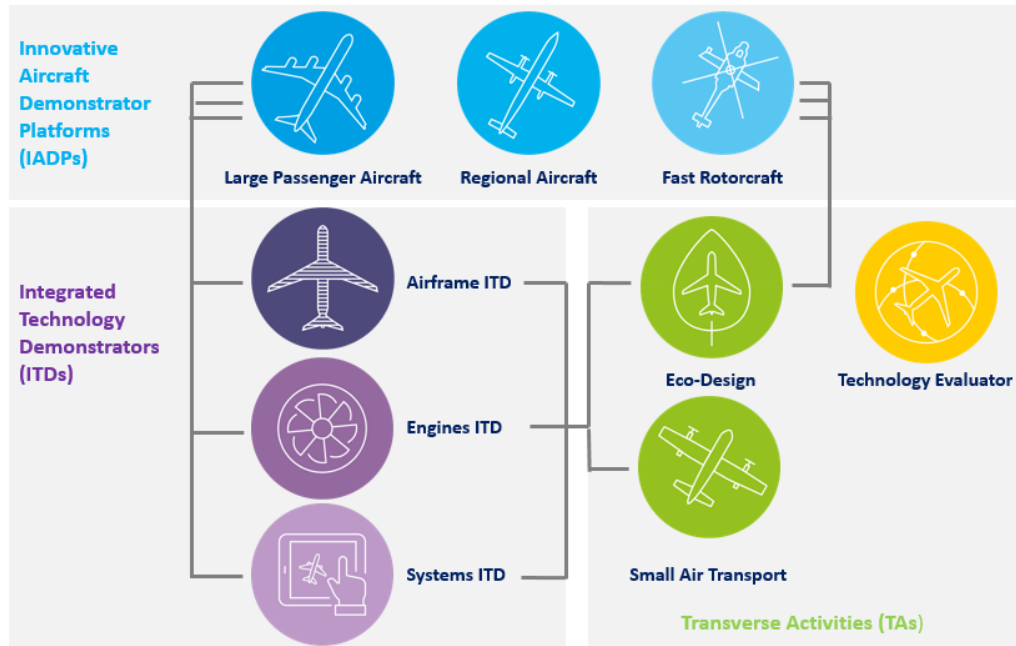 Innovative
Aircraft
Demonstrator
Platforms
(IADPs)
Large Passenger Aircraft
Regional Aircraft
Fast Rotorcraft
Integrated
Technology
Demonstrators
(ITDs)
Airframe ITD
Engines ITD
Systems ITD
Eco-Design
Technology Evaluator
Small Air Transport
Transverse Activities (TAs)